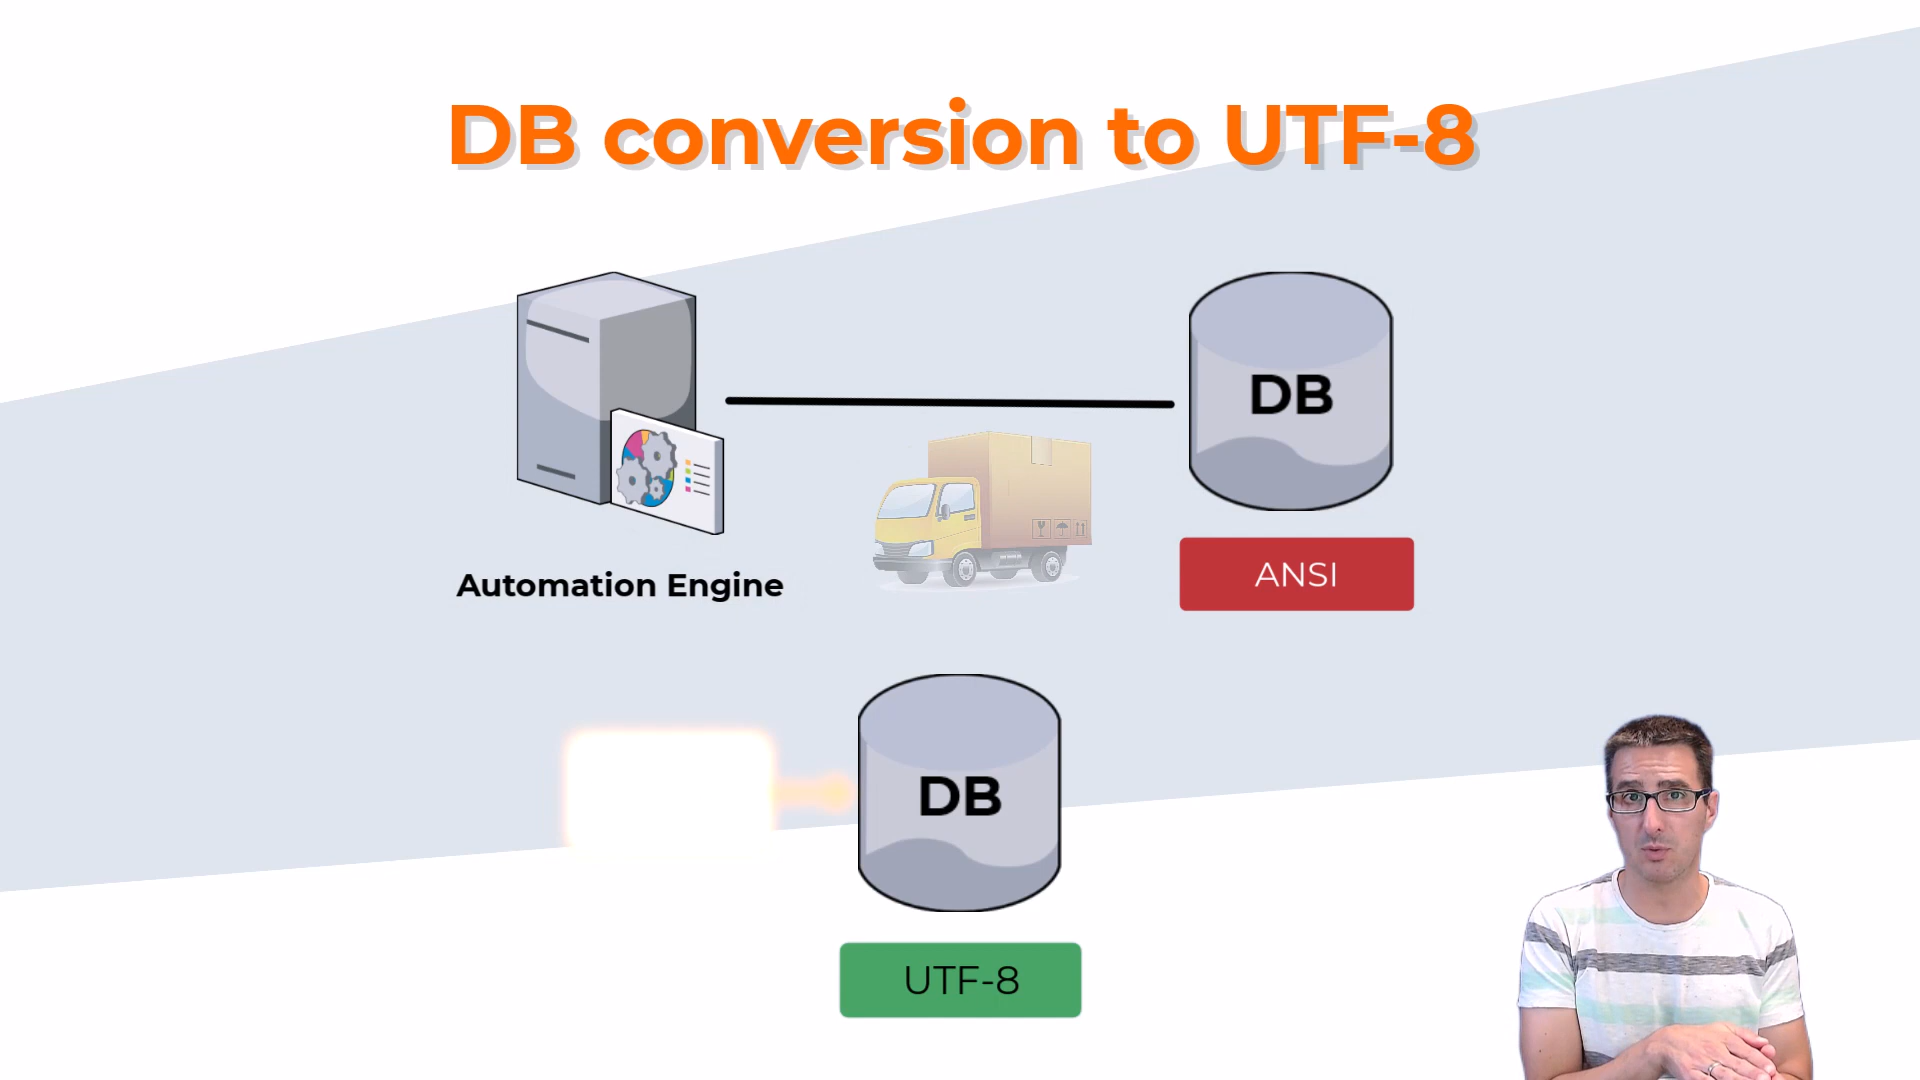 DB conversion to UTF-8
DB
Automation Engine
ANSI
DB
UTF-8